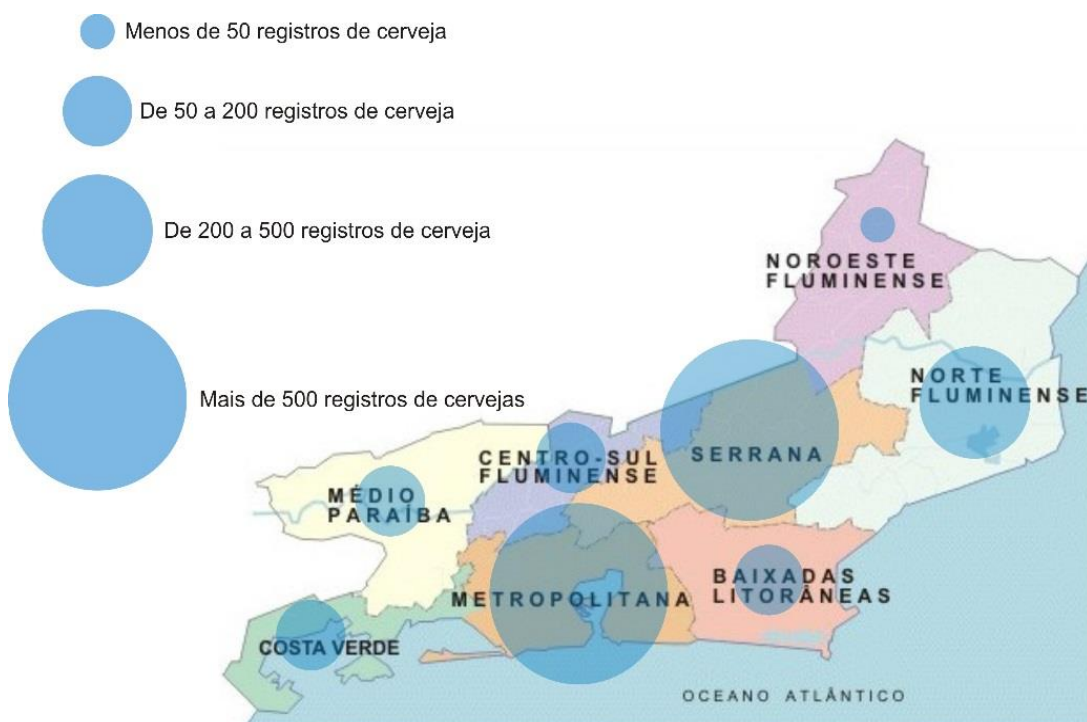 Menos de 50 registros de cerveja
De 50 a 200 registros de cerveja
De 200 a 500 registros de cerveja
Mais de 500 registros de cervejas
NOROESTE
FLUMINENSE
NORTE
FLUMINENSE
SERRANA
CENTRO-SUL
FLUMINENSE
MÉDIO
PARAÍBA
BAIXADAS
LITORÂNEAS
METROPOLITANA
COSTA VERDE
OCEANO ATLÂNTICO